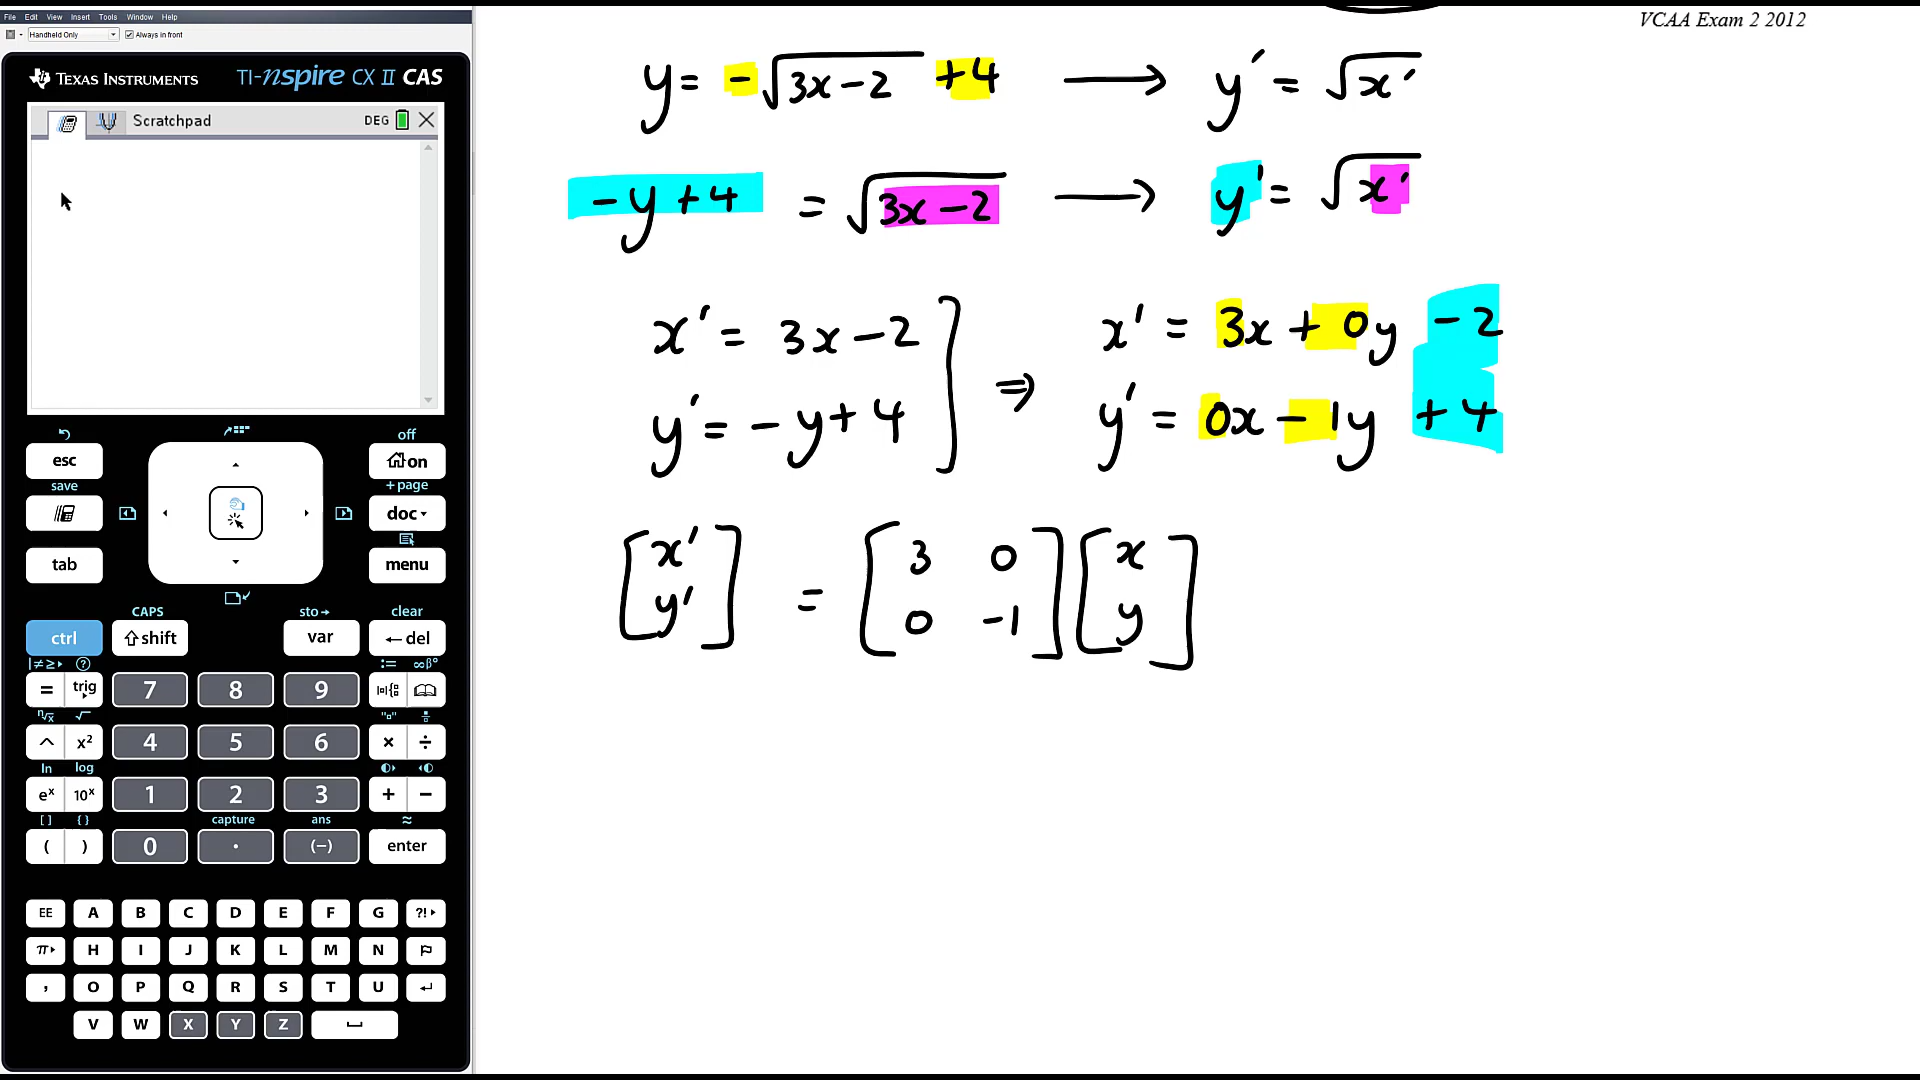 File Edit View Insert Tools Window Help
Handheld Only Always in front
TEXAS INSTRUMENTS TI-nspire CX II CAS
Scratchpad DEG
off
esc on
save + page
doc
tab menu
CAPS sto→ clear
ctrl ⇧shift var ←del
|≠≥▸ ? := ∞β°
= trig 7 8 9
ⁿ√x √ "▫"
^ x² 4 5 6 × ÷
ln log
eˣ 10ˣ 1 2 3 + −
[ ] { } capture ans ≈
( ) 0 . (−) enter
EE A B C D E F G ?!▸
π▸ H I J K L M N
, O P Q R S T U ↵
V W X Y Z
VCAA Exam 2 2012
y = -√(3x-2) +4 ⟶ y' = √x'
-y+4 = √(3x-2) ⟶ y' = √x'
x' = 3x-2 ] ⇒ x' = 3x + 0y - 2
y' = -y+4 ] ⇒ y' = 0x - 1y + 4
[x' = [3 0 [x
y'] 0 -1] y]